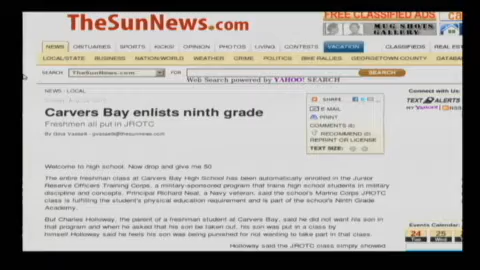 TheSunNews.com
FREE CLASSIFIED ADS
MUG SHOTS
GALLERY
NEWS OBITUARIES SPORTS KICKS! OPINION PHOTOS LIVING CONTESTS VACATION CLASSIFIEDS REAL EST
LOCAL/STATE BUSINESS NATION/WORLD WEATHER CRIME POLITICS BIKE RALLIES GEORGETOWN COUNTY DATABASE
SEARCH TheSunNews.com FOR SEARCH
Web Search powered by YAHOO! SEARCH
NEWS LOCAL
Connect with Us:
TEXT ALERTS
Carvers Bay enlists ninth grade
Freshmen all put in JROTC
SHARE
E-MAIL
PRINT
COMMENTS (0)
RECOMMEND (0)
REPRINT OR LICENSE
TEXT SIZE:
Welcome to high school. Now drop and give me 50
The entire freshman class at Carvers Bay High School has been automatically enrolled in the Junior
Reserve Officers Training Corps, a military-sponsored program that trains high school students in military
discipline and concepts. Principal Richard Neal, a Navy veteran, said the school's Marine Corps JROTC
class is fulfilling the student's physical education requirement and is part of the school's Ninth Grade
Academy.
But Charles Holloway, the parent of a freshman student at Carvers Bay, said he did not want his son in
that program and when he asked that his son be taken out, his son was put in a class by
himself. Holloway said he feels his son was being punished for not wanting to take part in that class.
Holloway said the JROTC class simply showed
Events Calendar:
24 25
Tue Wed